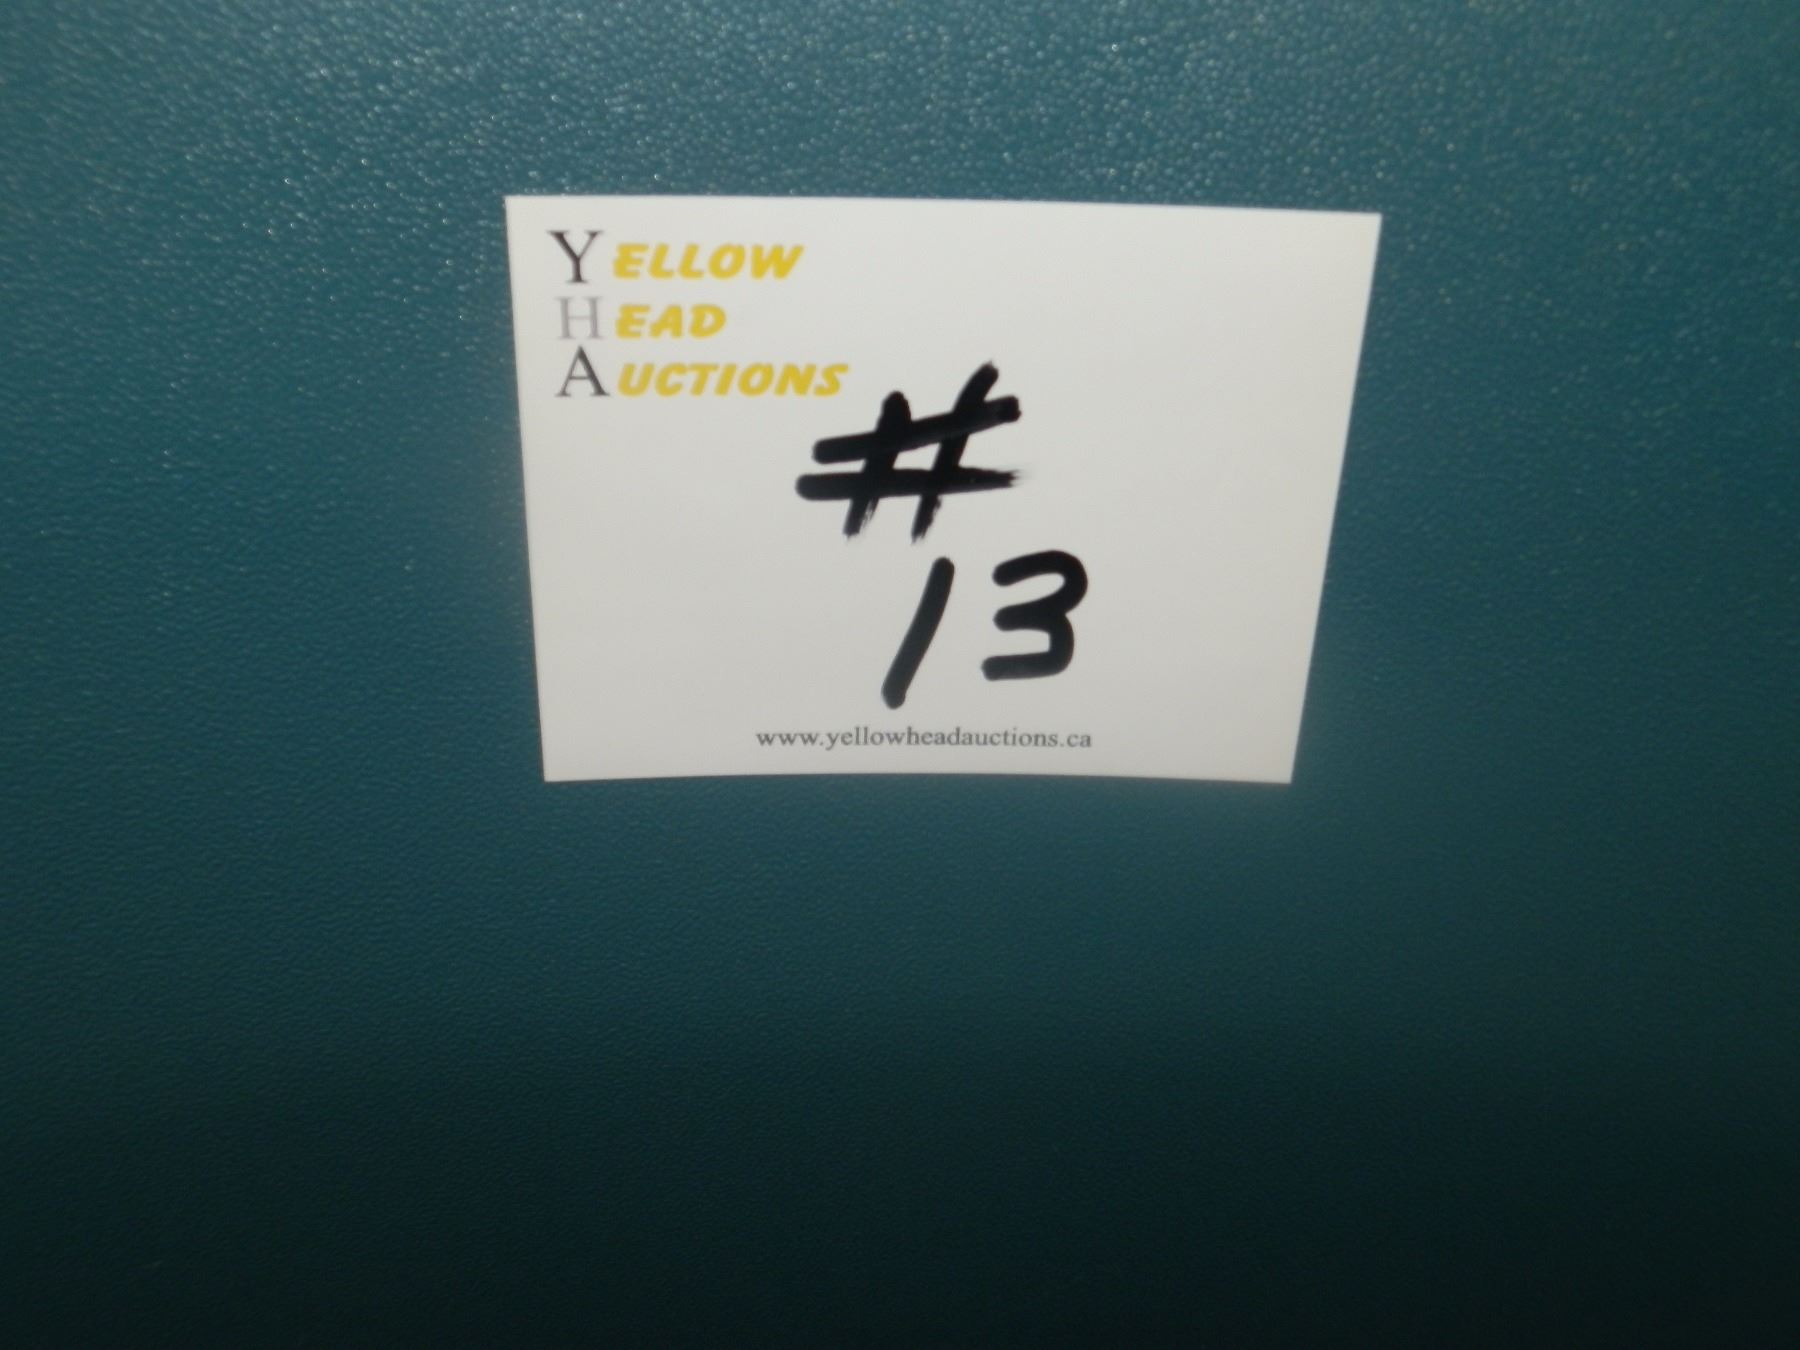 YELLOW
HEAD
AUCTIONS
#
13
www.yellowheadauctions.ca